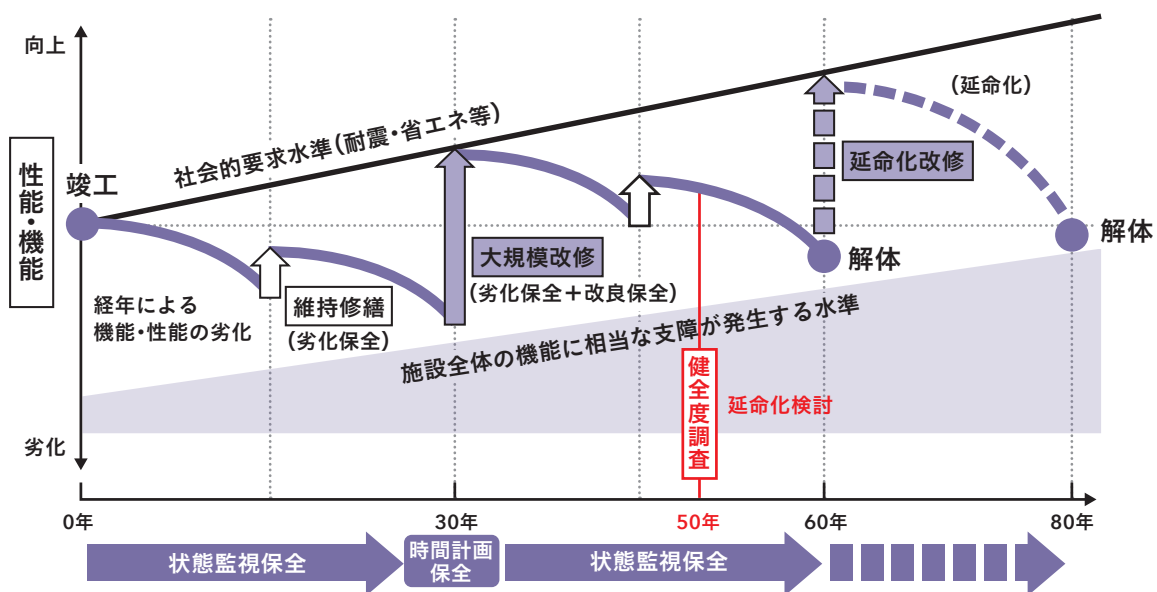 向上
性能・機能
竣工
社会的要求水準（耐震・省エネ等）
（延命化）
延命化改修
大規模改修
（劣化保全＋改良保全）
解体
解体
経年による
機能・性能の劣化
維持修繕
（劣化保全）
施設全体の機能に相当な支障が発生する水準
健全度調査
延命化検討
劣化
0年
30年
50年
60年
80年
状態監視保全
時間計画
保全
状態監視保全